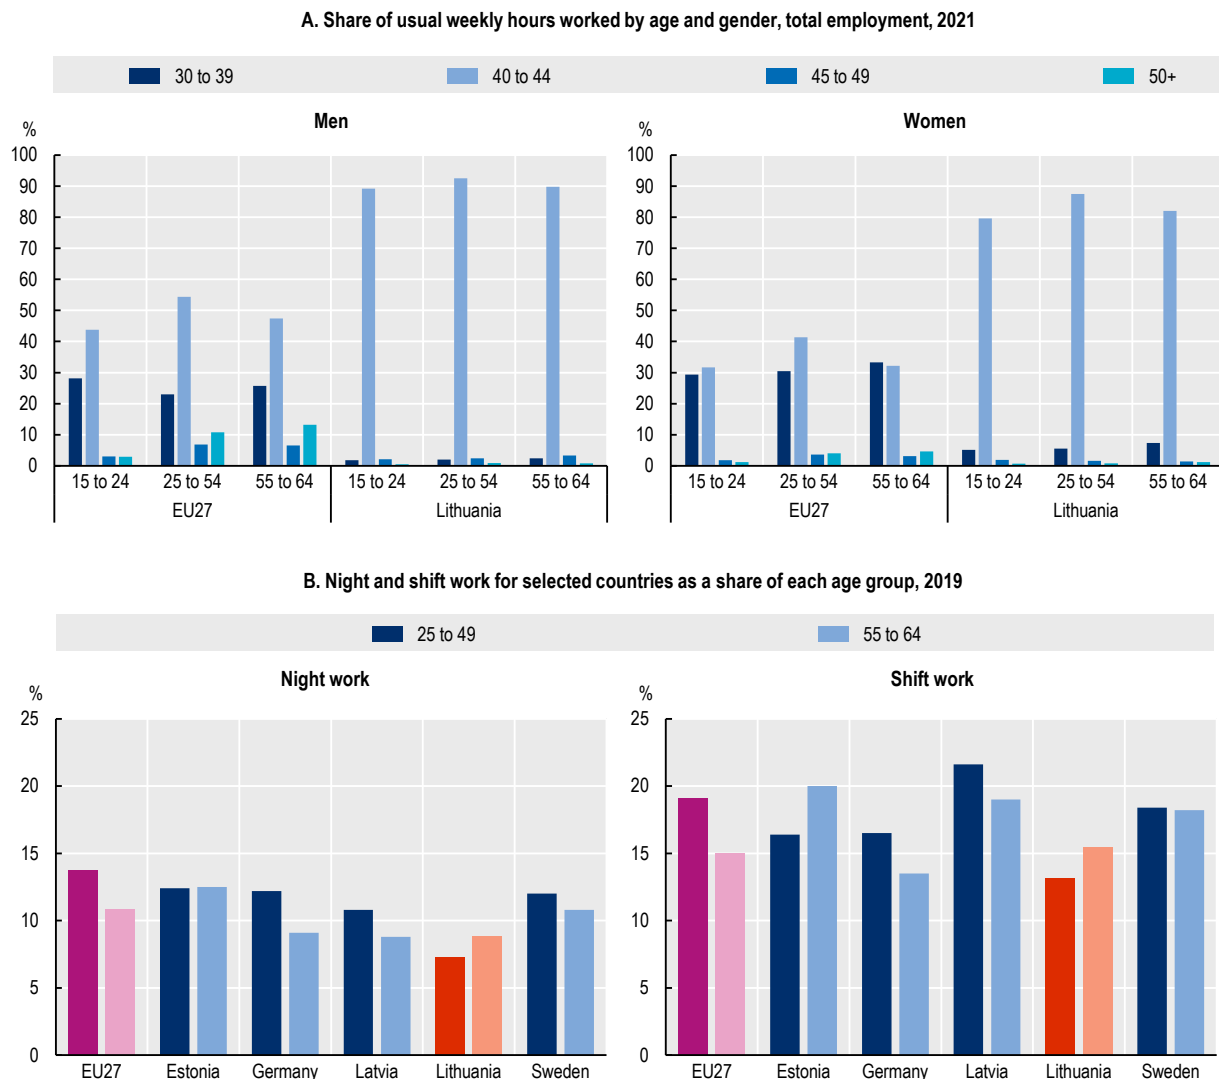 A. Share of usual weekly hours worked by age and gender, total employment, 2021
30 to 39 40 to 44 45 to 49 50+
Men
%
100
90
80
70
60
50
40
30
20
10
0
15 to 24 25 to 54 55 to 64 15 to 24 25 to 54 55 to 64
EU27 Lithuania
Women
%
100
90
80
70
60
50
40
30
20
10
0
15 to 24 25 to 54 55 to 64 15 to 24 25 to 54 55 to 64
EU27 Lithuania
B. Night and shift work for selected countries as a share of each age group, 2019
25 to 49 55 to 64
Night work
%
25
20
15
10
5
0
EU27 Estonia Germany Latvia Lithuania Sweden
Shift work
%
25
20
15
10
5
0
EU27 Estonia Germany Latvia Lithuania Sweden